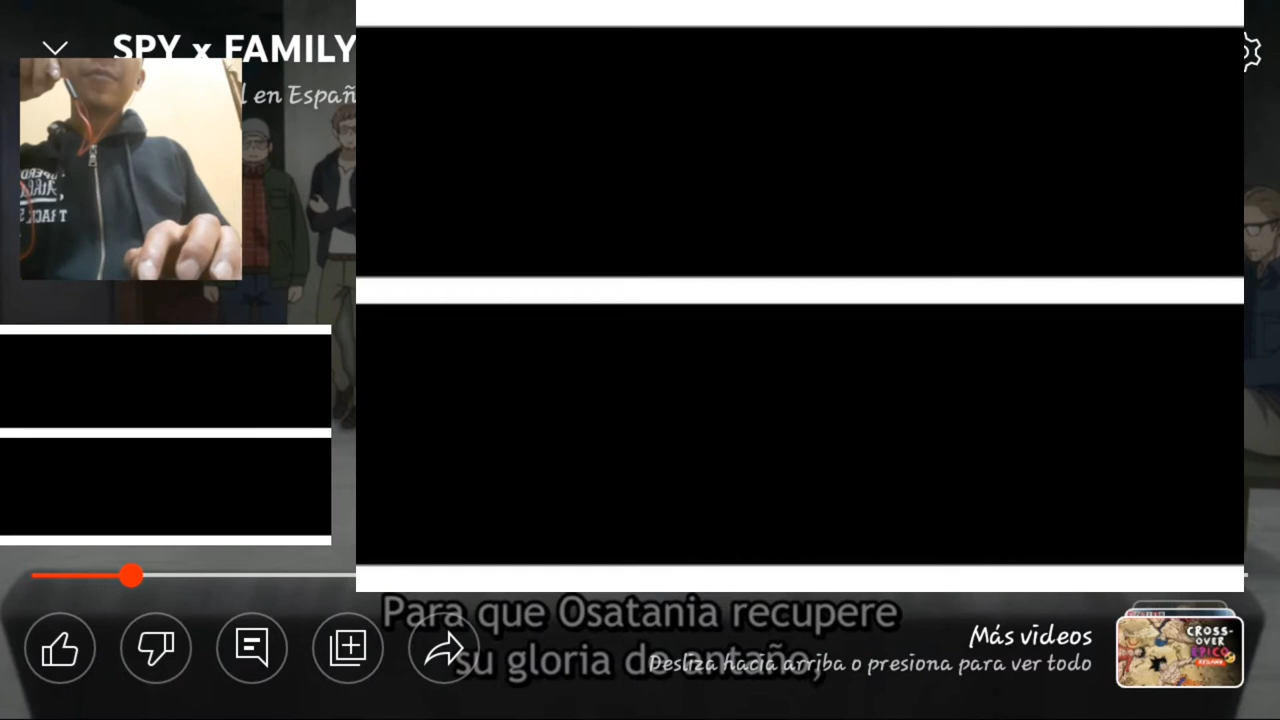 SPY x FAMILY
l en Españ
Para que Osatania recupere
su gloria de antaño,
Más videos
Desliza hacia arriba o presiona para ver todo
CROSS-
OVER
EPICO